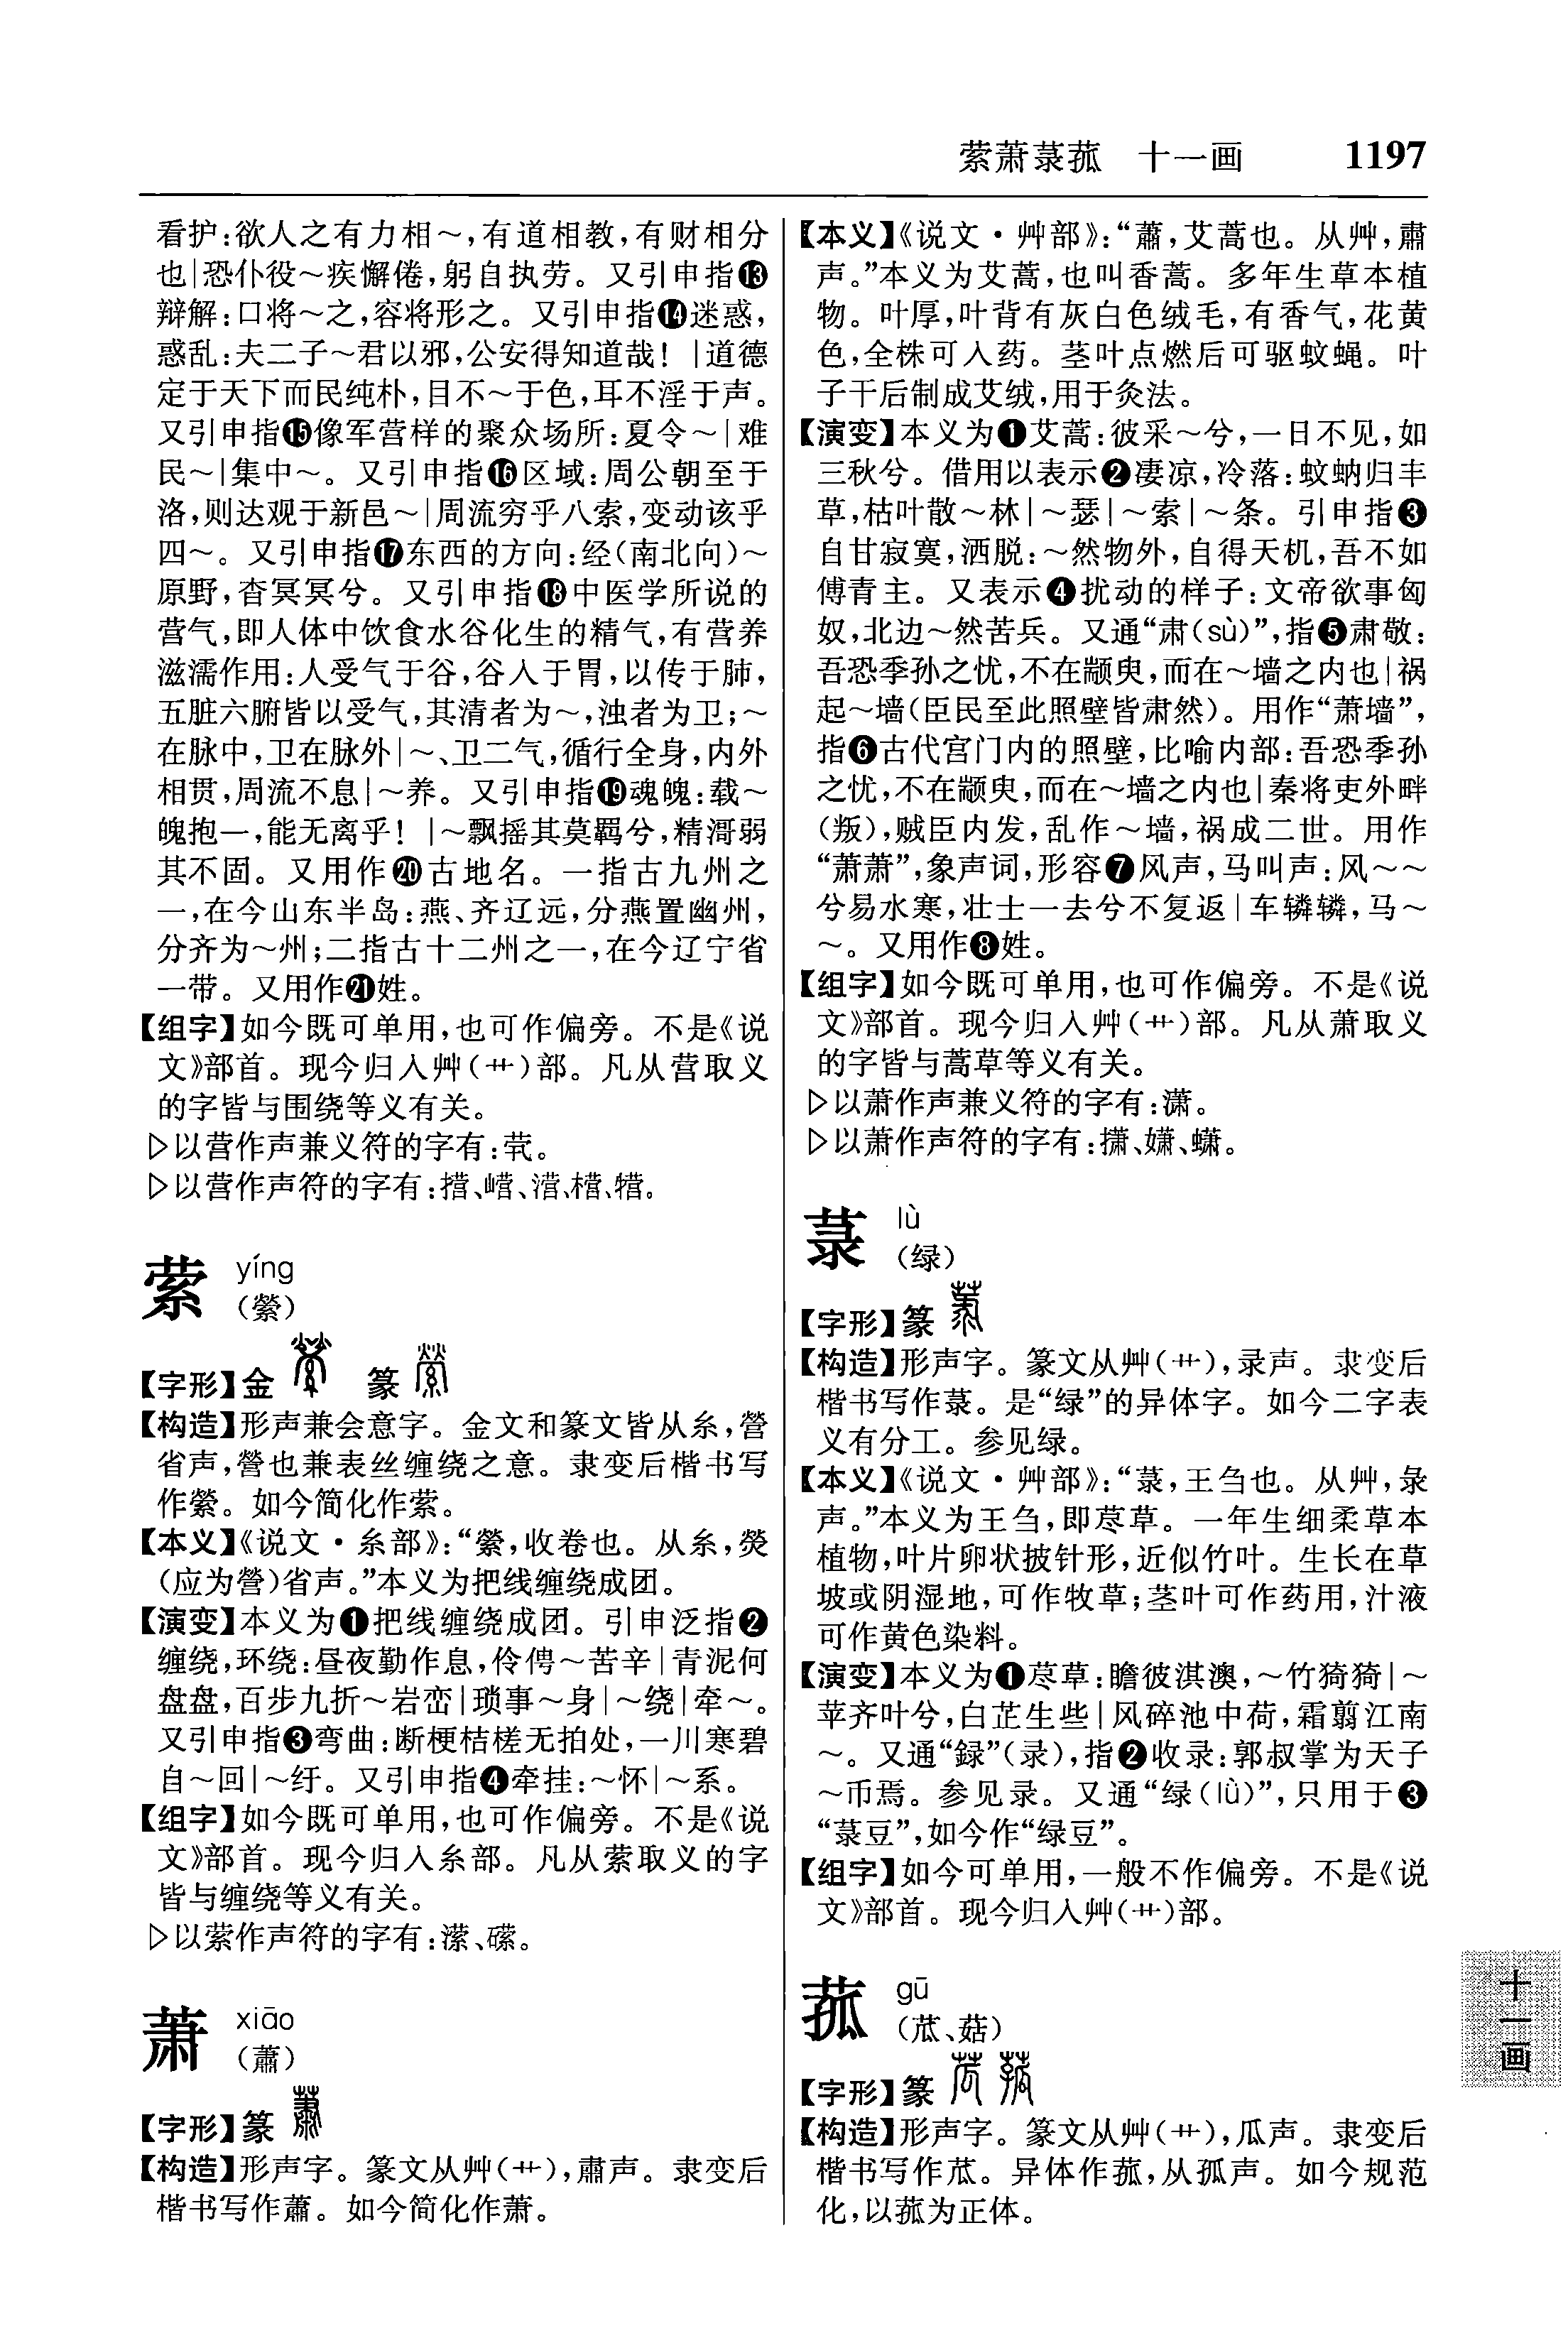 萦萧菉菰　十一画　1197
看护:欲人之有力相～,有道相教,有财相分
也|恐仆役～疾懈倦,躬自执劳。又引申指⓭
辩解:口将～之,容将形之。又引申指⓮迷惑,
惑乱:夫二子～君以邪,公安得知道哉!|道德
定于天下而民纯朴,目不～于色,耳不淫于声。
又引申指⓯像军营样的聚众场所:夏令～|难
民～|集中～。又引申指⓰区域:周公朝至于
洛,则达观于新邑～|周流穷乎八索,变动该乎
四～。又引申指⓱东西的方向:经(南北向)～
原野,杳冥冥兮。又引申指⓲中医学所说的
营气,即人体中饮食水谷化生的精气,有营养
滋濡作用:人受气于谷,谷入于胃,以传于肺,
五脏六腑皆以受气,其清者为～,浊者为卫;～
在脉中,卫在脉外|～、卫二气,循行全身,内外
相贯,周流不息|～养。又引申指⓳魂魄:载～
魄抱一,能无离乎!|～飘摇其莫羁兮,精滒弱
其不固。又用作⓴古地名。一指古九州之
一,在今山东半岛:燕、齐辽远,分燕置幽州,
分齐为～州;二指古十二州之一,在今辽宁省
一带。又用作㉑姓。
【组字】如今既可单用,也可作偏旁。不是《说
文》部首。现今归入艸(艹)部。凡从营取义
的字皆与围绕等义有关。
▷以营作声兼义符的字有:茕。
▷以营作声符的字有:
萦 yíng
(縈)
【字形】金 篆
【构造】形声兼会意字。金文和篆文皆从糸,營
省声,營也兼表丝缠绕之意。隶变后楷书写
作縈。如今简化作萦。
【本义】《说文·糸部》:“縈,收卷也。从糸,熒
(应为營)省声。”本义为把线缠绕成团。
【演变】本义为❶把线缠绕成团。引申泛指❷
缠绕,环绕:昼夜勤作息,伶俜～苦辛|青泥何
盘盘,百步九折～岩峦|琐事～身|～绕|牵～。
又引申指❸弯曲:断梗桔槎无拍处,一川寒碧
自～回|～纡。又引申指❹牵挂:～怀|～系。
【组字】如今既可单用,也可作偏旁。不是《说
文》部首。现今归入糸部。凡从萦取义的字
皆与缠绕等义有关。
▷以萦作声符的字有:潆、礯。
萧 xiāo
(蕭)
【字形】篆
【构造】形声字。篆文从艸(艹),肅声。隶变后
楷书写作蕭。如今简化作萧。
【本义】《说文·艸部》:“蕭,艾蒿也。从艸,肅
声。”本义为艾蒿,也叫香蒿。多年生草本植
物。叶厚,叶背有灰白色绒毛,有香气,花黄
色,全株可入药。茎叶点燃后可驱蚊蝇。叶
子干后制成艾绒,用于灸法。
【演变】本义为❶艾蒿:彼采～兮,一日不见,如
三秋兮。借用以表示❷凄凉,冷落:蚊蚋归丰
草,枯叶散～林|～瑟|～索|～条。引申指❸
自甘寂寞,洒脱:～然物外,自得天机,吾不如
傅青主。又表示❹扰动的样子:文帝欲事匈
奴,北边～然苦兵。又通“肃(sù)”,指❺肃敬:
吾恐季孙之忧,不在颛臾,而在～墙之内也|祸
起～墙(臣民至此照壁皆肃然)。用作“萧墙”,
指❻古代宫门内的照壁,比喻内部:吾恐季孙
之忧,不在颛臾,而在～墙之内也|秦将吏外畔
(叛),贼臣内发,乱作～墙,祸成二世。用作
“萧萧”,象声词,形容❼风声,马叫声:风～～
兮易水寒,壮士一去兮不复返|车辚辚,马～
～。又用作❽姓。
【组字】如今既可单用,也可作偏旁。不是《说
文》部首。现今归入艸(艹)部。凡从萧取义
的字皆与蒿草等义有关。
▷以萧作声兼义符的字有:潇。
▷以萧作声符的字有:
菉 lù
(绿)
【字形】篆
【构造】形声字。篆文从艸(艹),录声。隶变后
楷书写作菉。是“绿”的异体字。如今二字表
义有分工。参见绿。
【本义】《说文·艸部》:“菉,王刍也。从艸,彔
声。”本义为王刍,即荩草。一年生细柔草本
植物,叶片卵状披针形,近似竹叶。生长在草
坡或阴湿地,可作牧草;茎叶可作药用,汁液
可作黄色染料。
【演变】本义为❶荩草:瞻彼淇澳,～竹猗猗|～
苹齐叶兮,白芷生些|风碎池中荷,霜翦江南
～。又通“録”(录),指❷收录:郭叔掌为天子
～币焉。参见录。又通“绿(lǜ)”,只用于❸
“菉豆”,如今作“绿豆”。
【组字】如今可单用,一般不作偏旁。不是《说
文》部首。现今归入艸(艹)部。
菰 gū
(苽、菇)
【字形】篆
【构造】形声字。篆文从艸(艹),瓜声。隶变后
楷书写作苽。异体作菰,从孤声。如今规范
化,以菰为正体。
十一画